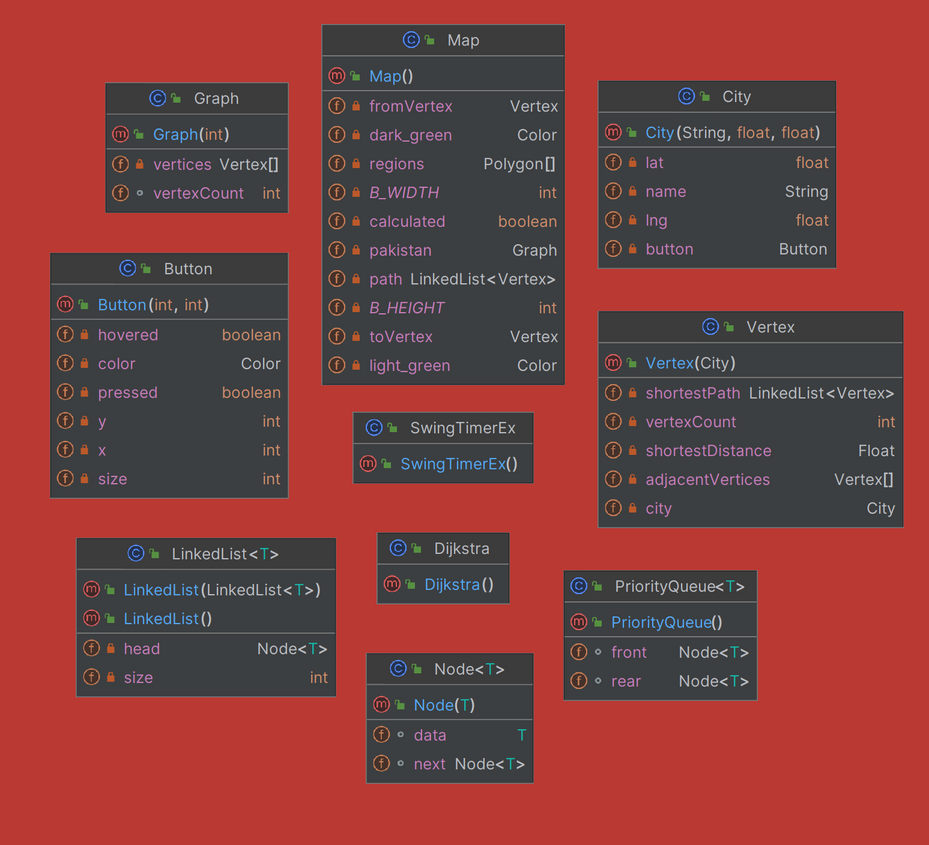 Map
Map()
fromVertex Vertex
dark_green Color
regions Polygon[]
B_WIDTH int
calculated boolean
pakistan Graph
path LinkedList<Vertex>
B_HEIGHT int
toVertex Vertex
light_green Color
Graph
Graph(int)
vertices Vertex[]
vertexCount int
City
City(String, float, float)
lat float
name String
lng float
button Button
Button
Button(int, int)
hovered boolean
color Color
pressed boolean
y int
x int
size int
Vertex
Vertex(City)
shortestPath LinkedList<Vertex>
vertexCount int
shortestDistance Float
adjacentVertices Vertex[]
city City
SwingTimerEx
SwingTimerEx()
LinkedList<T>
LinkedList(LinkedList<T>)
LinkedList()
head Node<T>
size int
Dijkstra
Dijkstra()
PriorityQueue<T>
PriorityQueue()
front Node<T>
rear Node<T>
Node<T>
Node(T)
data T
next Node<T>